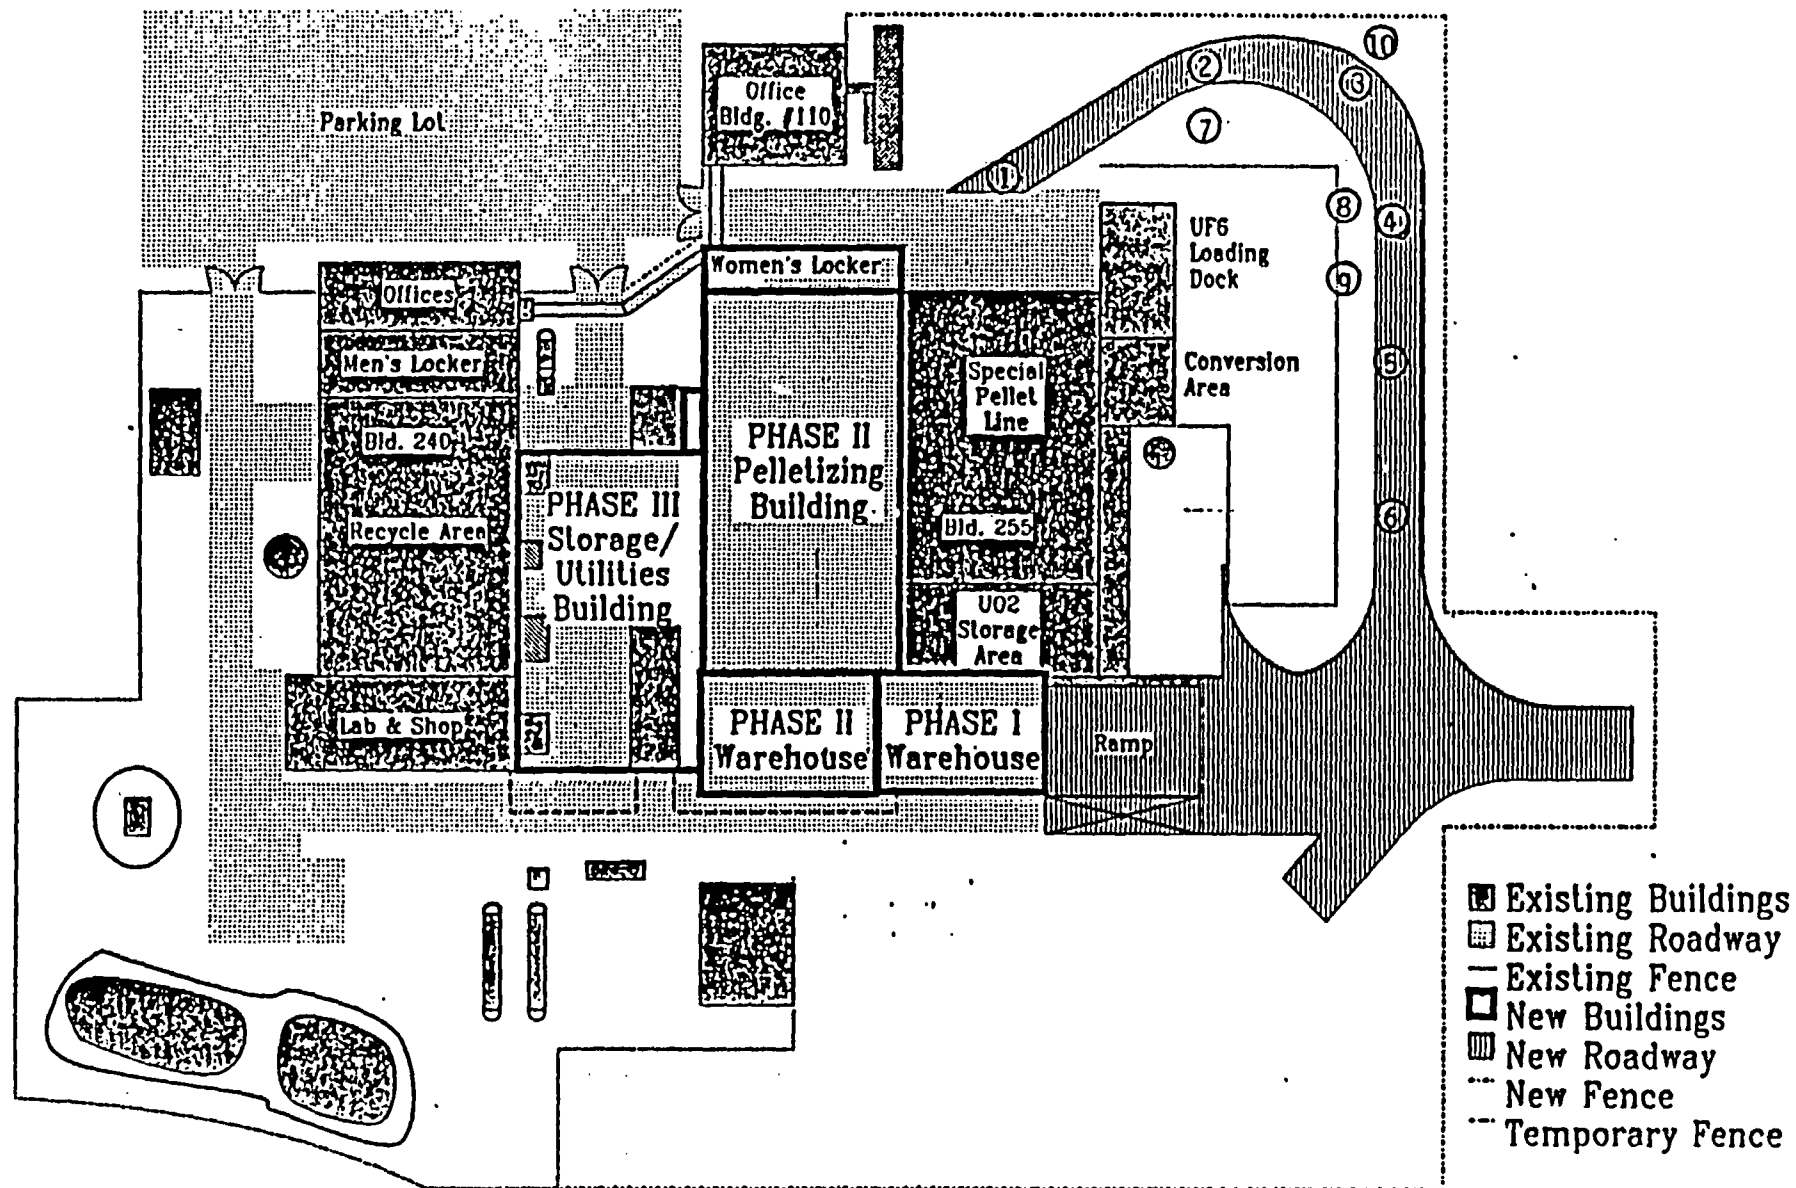 10
2
3
Office
Bldg. #110
Parking Lot
7
1
8
4
UF6
Loading
Dock
Women's Locker
9
Offices
Men's Locker
5
Conversion
Area
Special
Pellet
Line
Bld. 240
PHASE II
Pelletizing
Building
PHASE III
Storage/
Utilities
Building
Recycle Area
Bld. 255
6
UO2
Storage
Area
Lab & Shop
PHASE II
Warehouse
PHASE I
Warehouse
Ramp
Existing Buildings
Existing Roadway
Existing Fence
New Buildings
New Roadway
New Fence
Temporary Fence